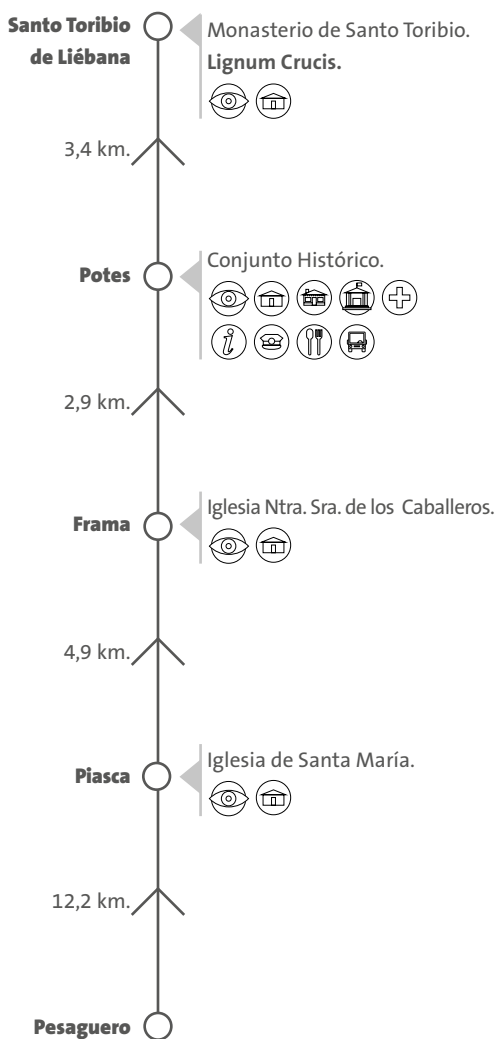 Santo Toribio
de Liébana
Monasterio de Santo Toribio.
Lignum Crucis.
3,4 km.
Potes
Conjunto Histórico.
i
2,9 km.
Frama
Iglesia Ntra. Sra. de los Caballeros.
4,9 km.
Piasca
Iglesia de Santa María.
12,2 km.
Pesaguero